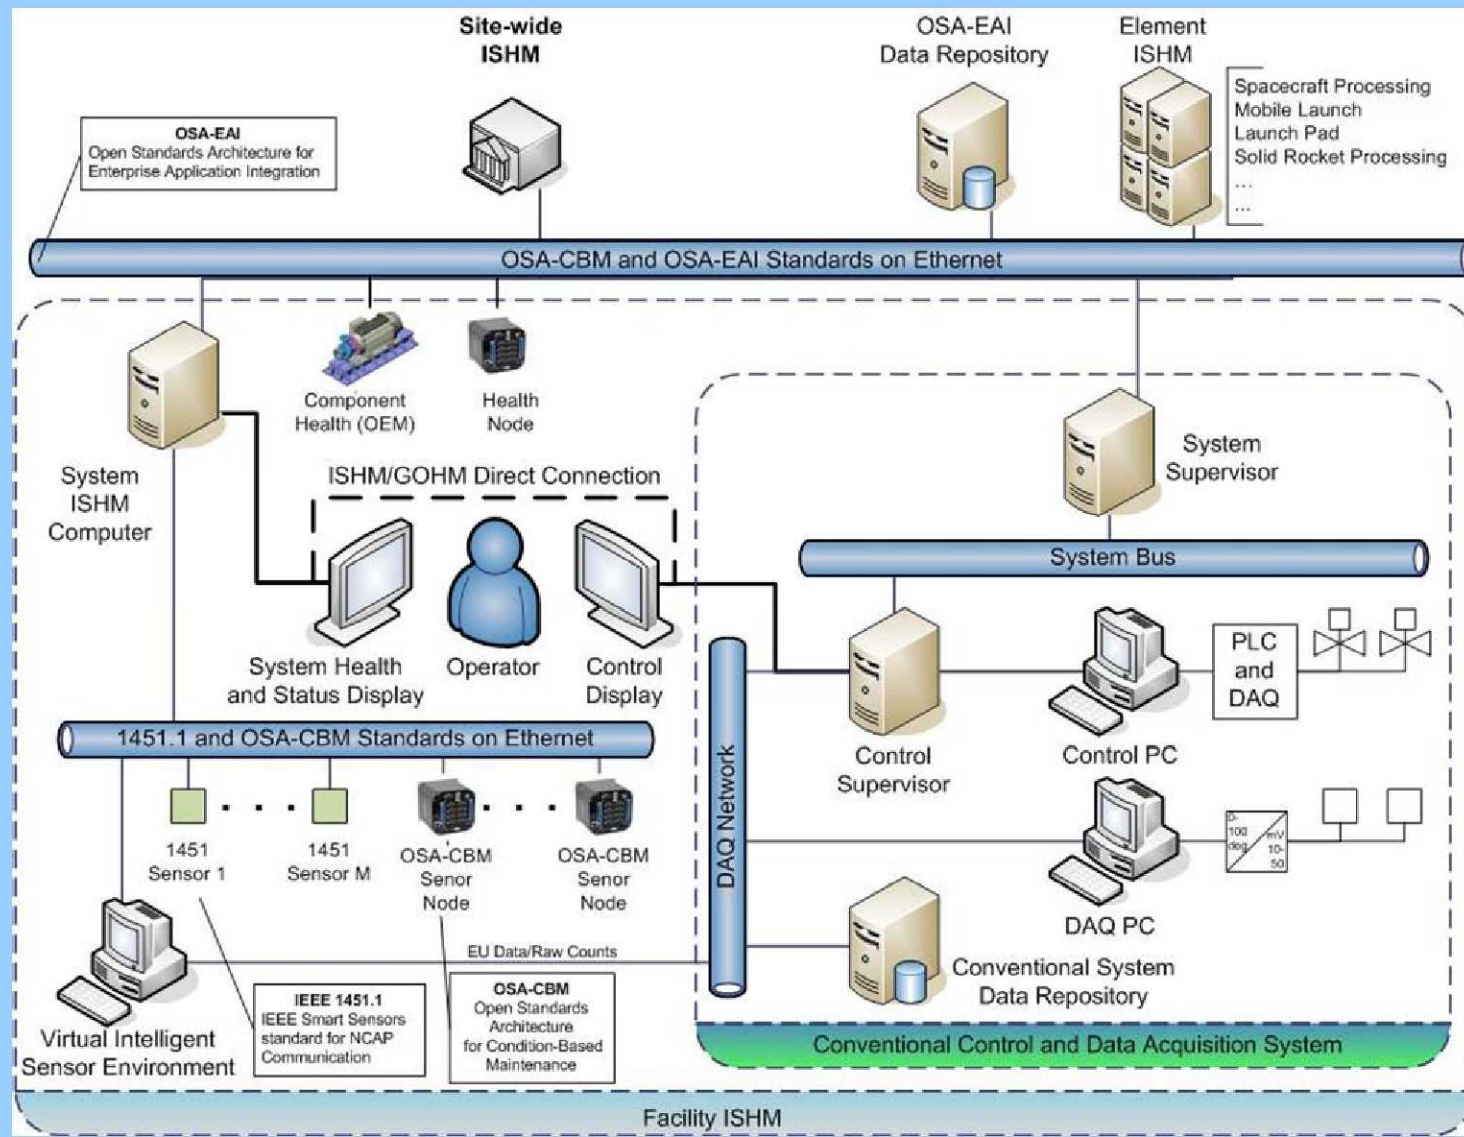 Site-wide
ISHM
OSA-EAI
Data Repository
Element
ISHM
Spacecraft Processing
Mobile Launch
Launch Pad
Solid Rocket Processing
...
...
OSA-EAI
Open Standards Architecture for
Enterprise Application Integration
OSA-CBM and OSA-EAI Standards on Ethernet
Component
Health (OEM)
Health
Node
System
ISHM
Computer
System
Supervisor
ISHM/GOHM Direct Connection
System Bus
System Health
and Status Display
Operator
Control
Display
PLC
and
DAQ
Control
Supervisor
Control PC
1451.1 and OSA-CBM Standards on Ethernet
DAQ Network
1451
Sensor 1
1451
Sensor M
OSA-CBM
Senor
Node
OSA-CBM
Senor
Node
0-
100
deg
mV
10-
50
DAQ PC
EU Data/Raw Counts
Conventional System
Data Repository
Virtual Intelligent
Sensor Environment
IEEE 1451.1
IEEE Smart Sensors
standard for NCAP
Communication
OSA-CBM
Open Standards
Architecture
for Condition-Based
Maintenance
Conventional Control and Data Acquisition System
Facility ISHM